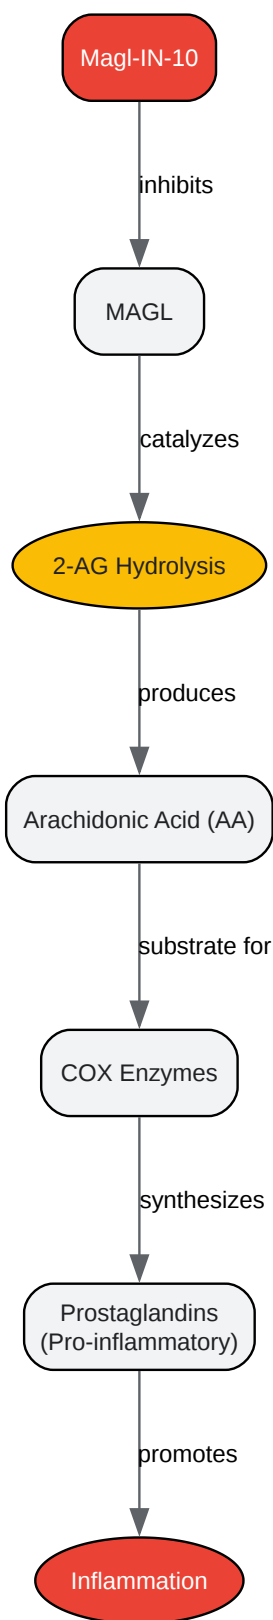 Magl-IN-10
inhibits
MAGL
catalyzes
2-AG Hydrolysis
produces
Arachidonic Acid (AA)
substrate for
COX Enzymes
synthesizes
Prostaglandins
(Pro-inflammatory)
promotes
Inflammation